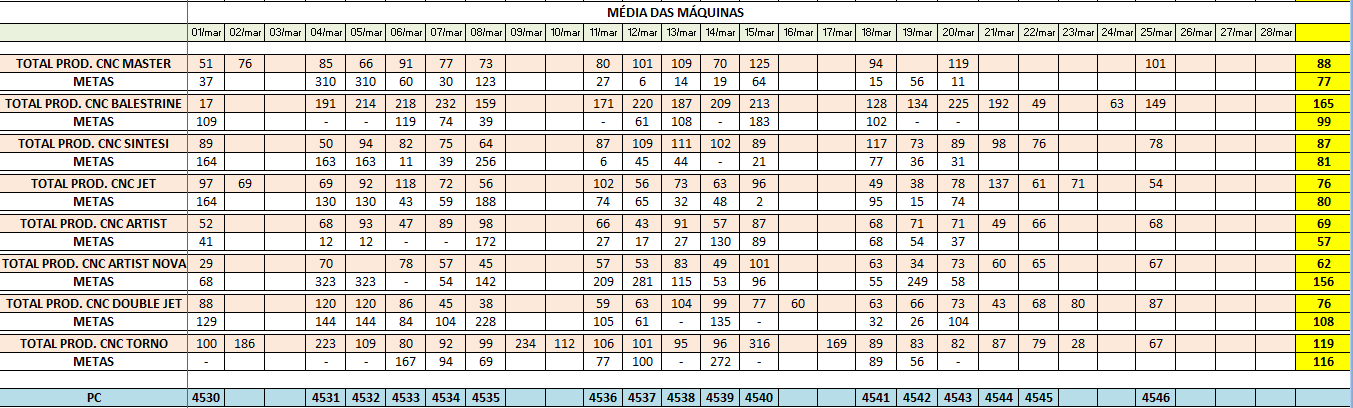 MÉDIA DAS MÁQUINAS
01/mar 02/mar 03/mar 04/mar 05/mar 06/mar 07/mar 08/mar 09/mar 10/mar 11/mar 12/mar 13/mar 14/mar 15/mar 16/mar 17/mar 18/mar 19/mar 20/mar 21/mar 22/mar 23/mar 24/mar 25/mar 26/mar 27/mar 28/mar
TOTAL PROD. CNC MASTER 51 76 85 66 91 77 73 80 101 109 70 125 94 119 101 88
METAS 37 310 310 60 30 123 27 6 14 19 64 15 56 11 77
TOTAL PROD. CNC BALESTRINE 17 191 214 218 232 159 171 220 187 209 213 128 134 225 192 49 63 149 165
METAS 109 - - 119 74 39 - 61 108 - 183 102 - - 99
TOTAL PROD. CNC SINTESI 89 50 94 82 75 64 87 109 111 102 89 117 73 89 98 76 78 87
METAS 164 163 163 11 39 256 6 45 44 - 21 77 36 31 81
TOTAL PROD. CNC JET 97 69 69 92 118 72 56 102 56 73 63 96 49 38 78 137 61 71 54 76
METAS 164 130 130 43 59 188 74 65 32 48 2 95 15 74 80
TOTAL PROD. CNC ARTIST 52 68 93 47 89 98 66 43 91 57 87 68 71 71 49 66 68 69
METAS 41 12 12 - - 172 27 17 27 130 89 68 54 37 57
TOTAL PROD. CNC ARTIST NOVA 29 70 78 57 45 57 53 83 49 101 63 34 73 60 65 67 62
METAS 68 323 323 - 54 142 209 281 115 53 96 55 249 58 156
TOTAL PROD. CNC DOUBLE JET 88 120 120 86 45 38 59 63 104 99 77 60 63 66 73 43 68 80 87 76
METAS 129 144 144 84 104 228 105 61 - 135 - 32 26 104 108
TOTAL PROD. CNC TORNO 100 186 223 109 80 92 99 234 112 106 101 95 96 316 169 89 83 82 87 79 28 67 119
METAS - - - 167 94 69 77 100 - 272 - 89 56 - 116
PC 4530 4531 4532 4533 4534 4535 4536 4537 4538 4539 4540 4541 4542 4543 4544 4545 4546